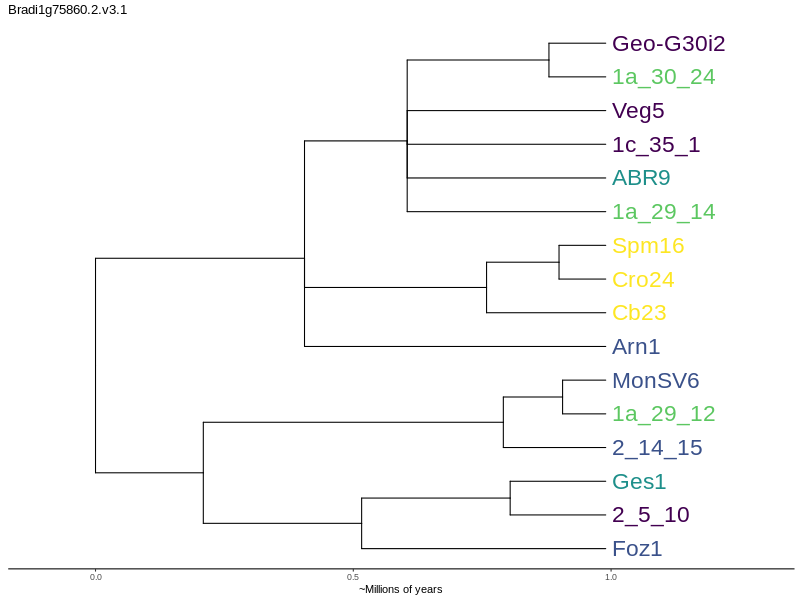 Bradi1g75860.2.v3.1
Geo-G30i2
1a_30_24
Veg5
1c_35_1
ABR9
1a_29_14
Spm16
Cro24
Cb23
Arn1
MonSV6
1a_29_12
2_14_15
Ges1
2_5_10
Foz1
0.0 0.5 1.0
~Millions of years